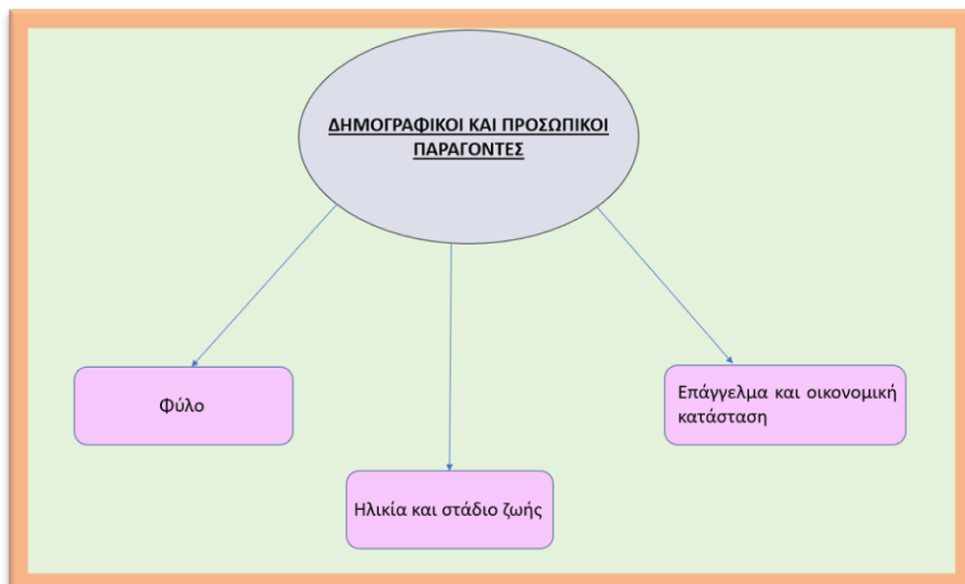 ΔΗΜΟΓΡΑΦΙΚΟΙ ΚΑΙ ΠΡΟΣΩΠΙΚΟΙ
ΠΑΡΑΓΟΝΤΕΣ
Φύλο
Επάγγελμα και οικονομική
κατάσταση
Ηλικία και στάδιο ζωής